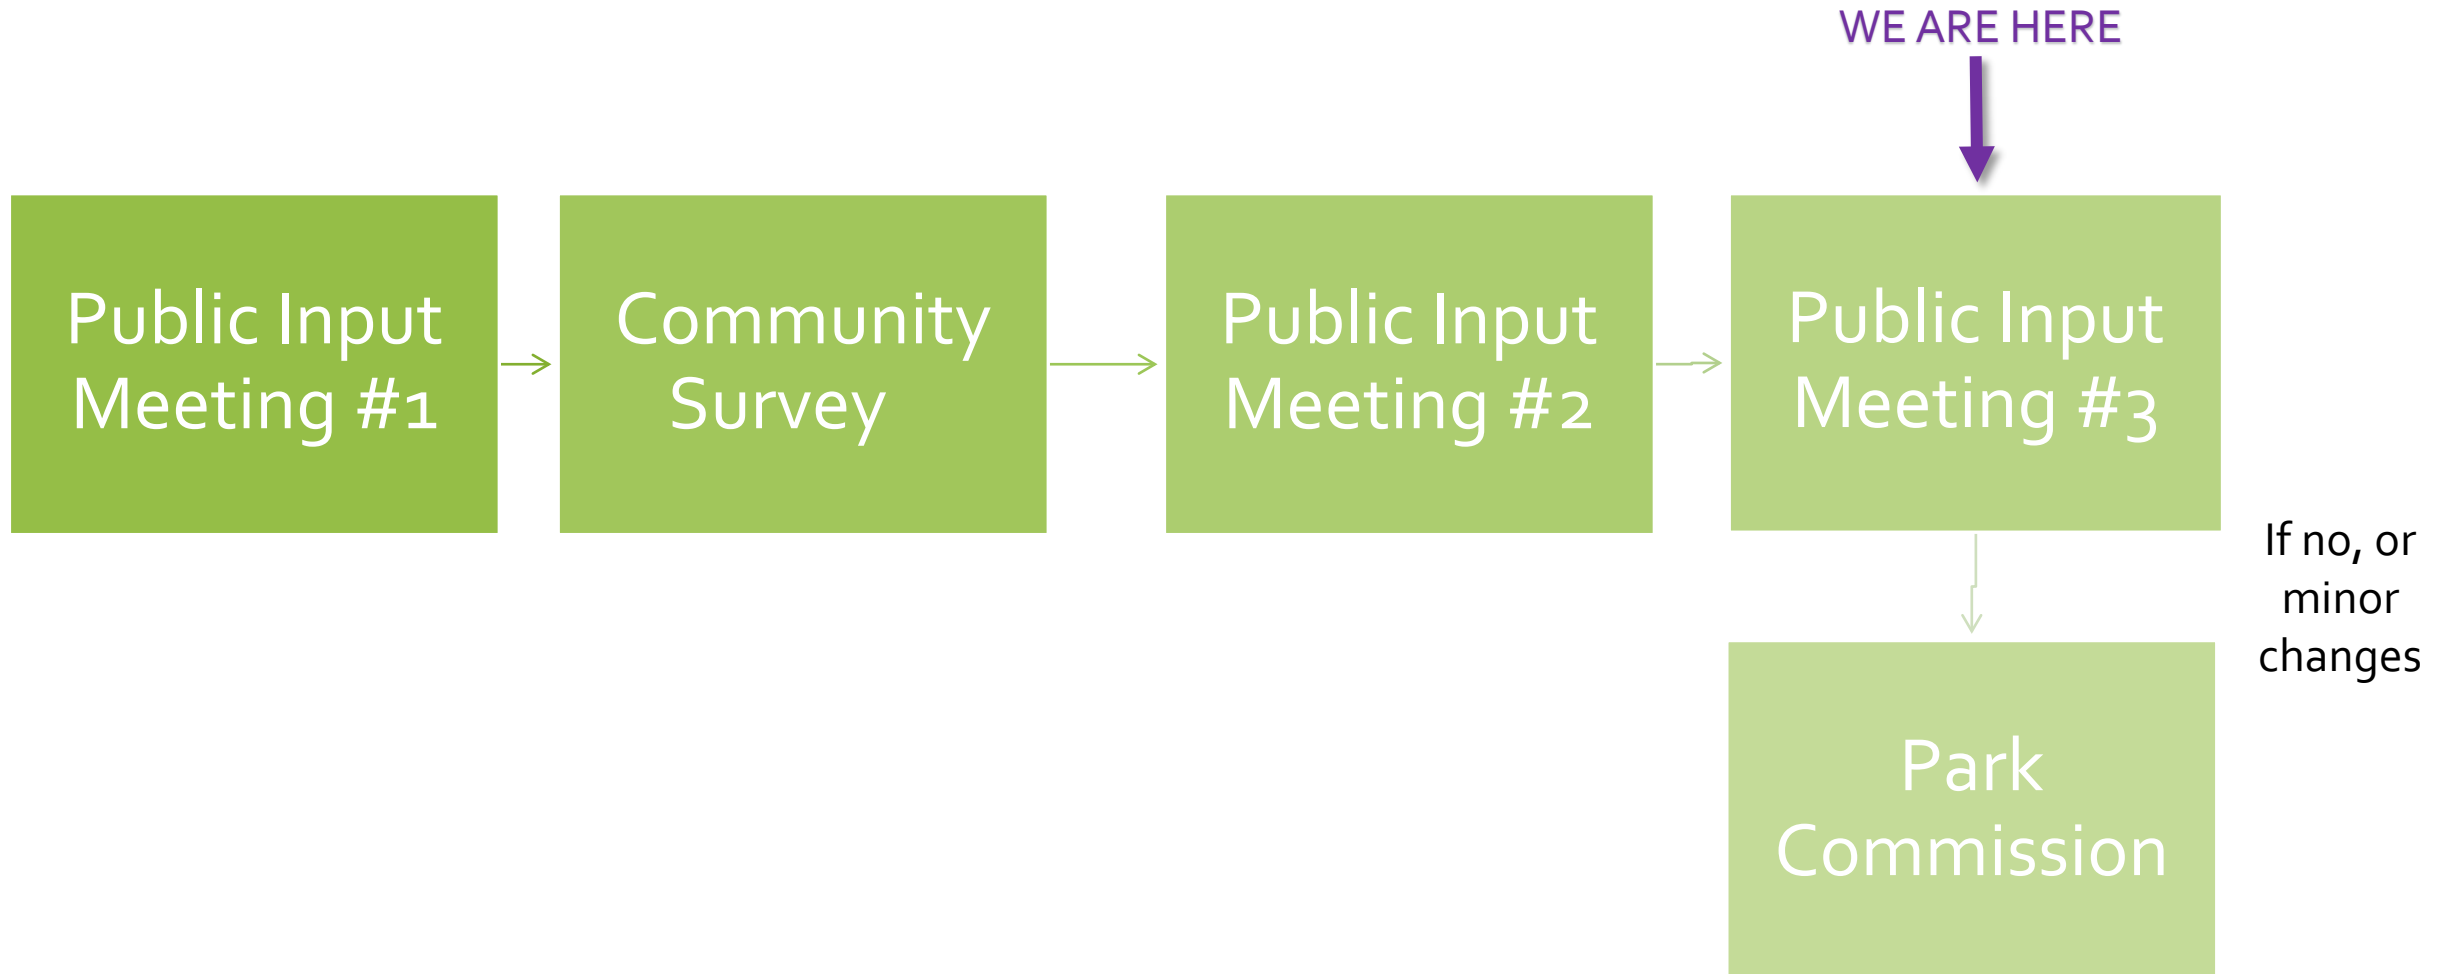 WE ARE HERE
Public Input
Meeting #1
Community
Survey
Public Input
Meeting #2
Public Input
Meeting #3
If no, or
minor
changes
Park
Commission